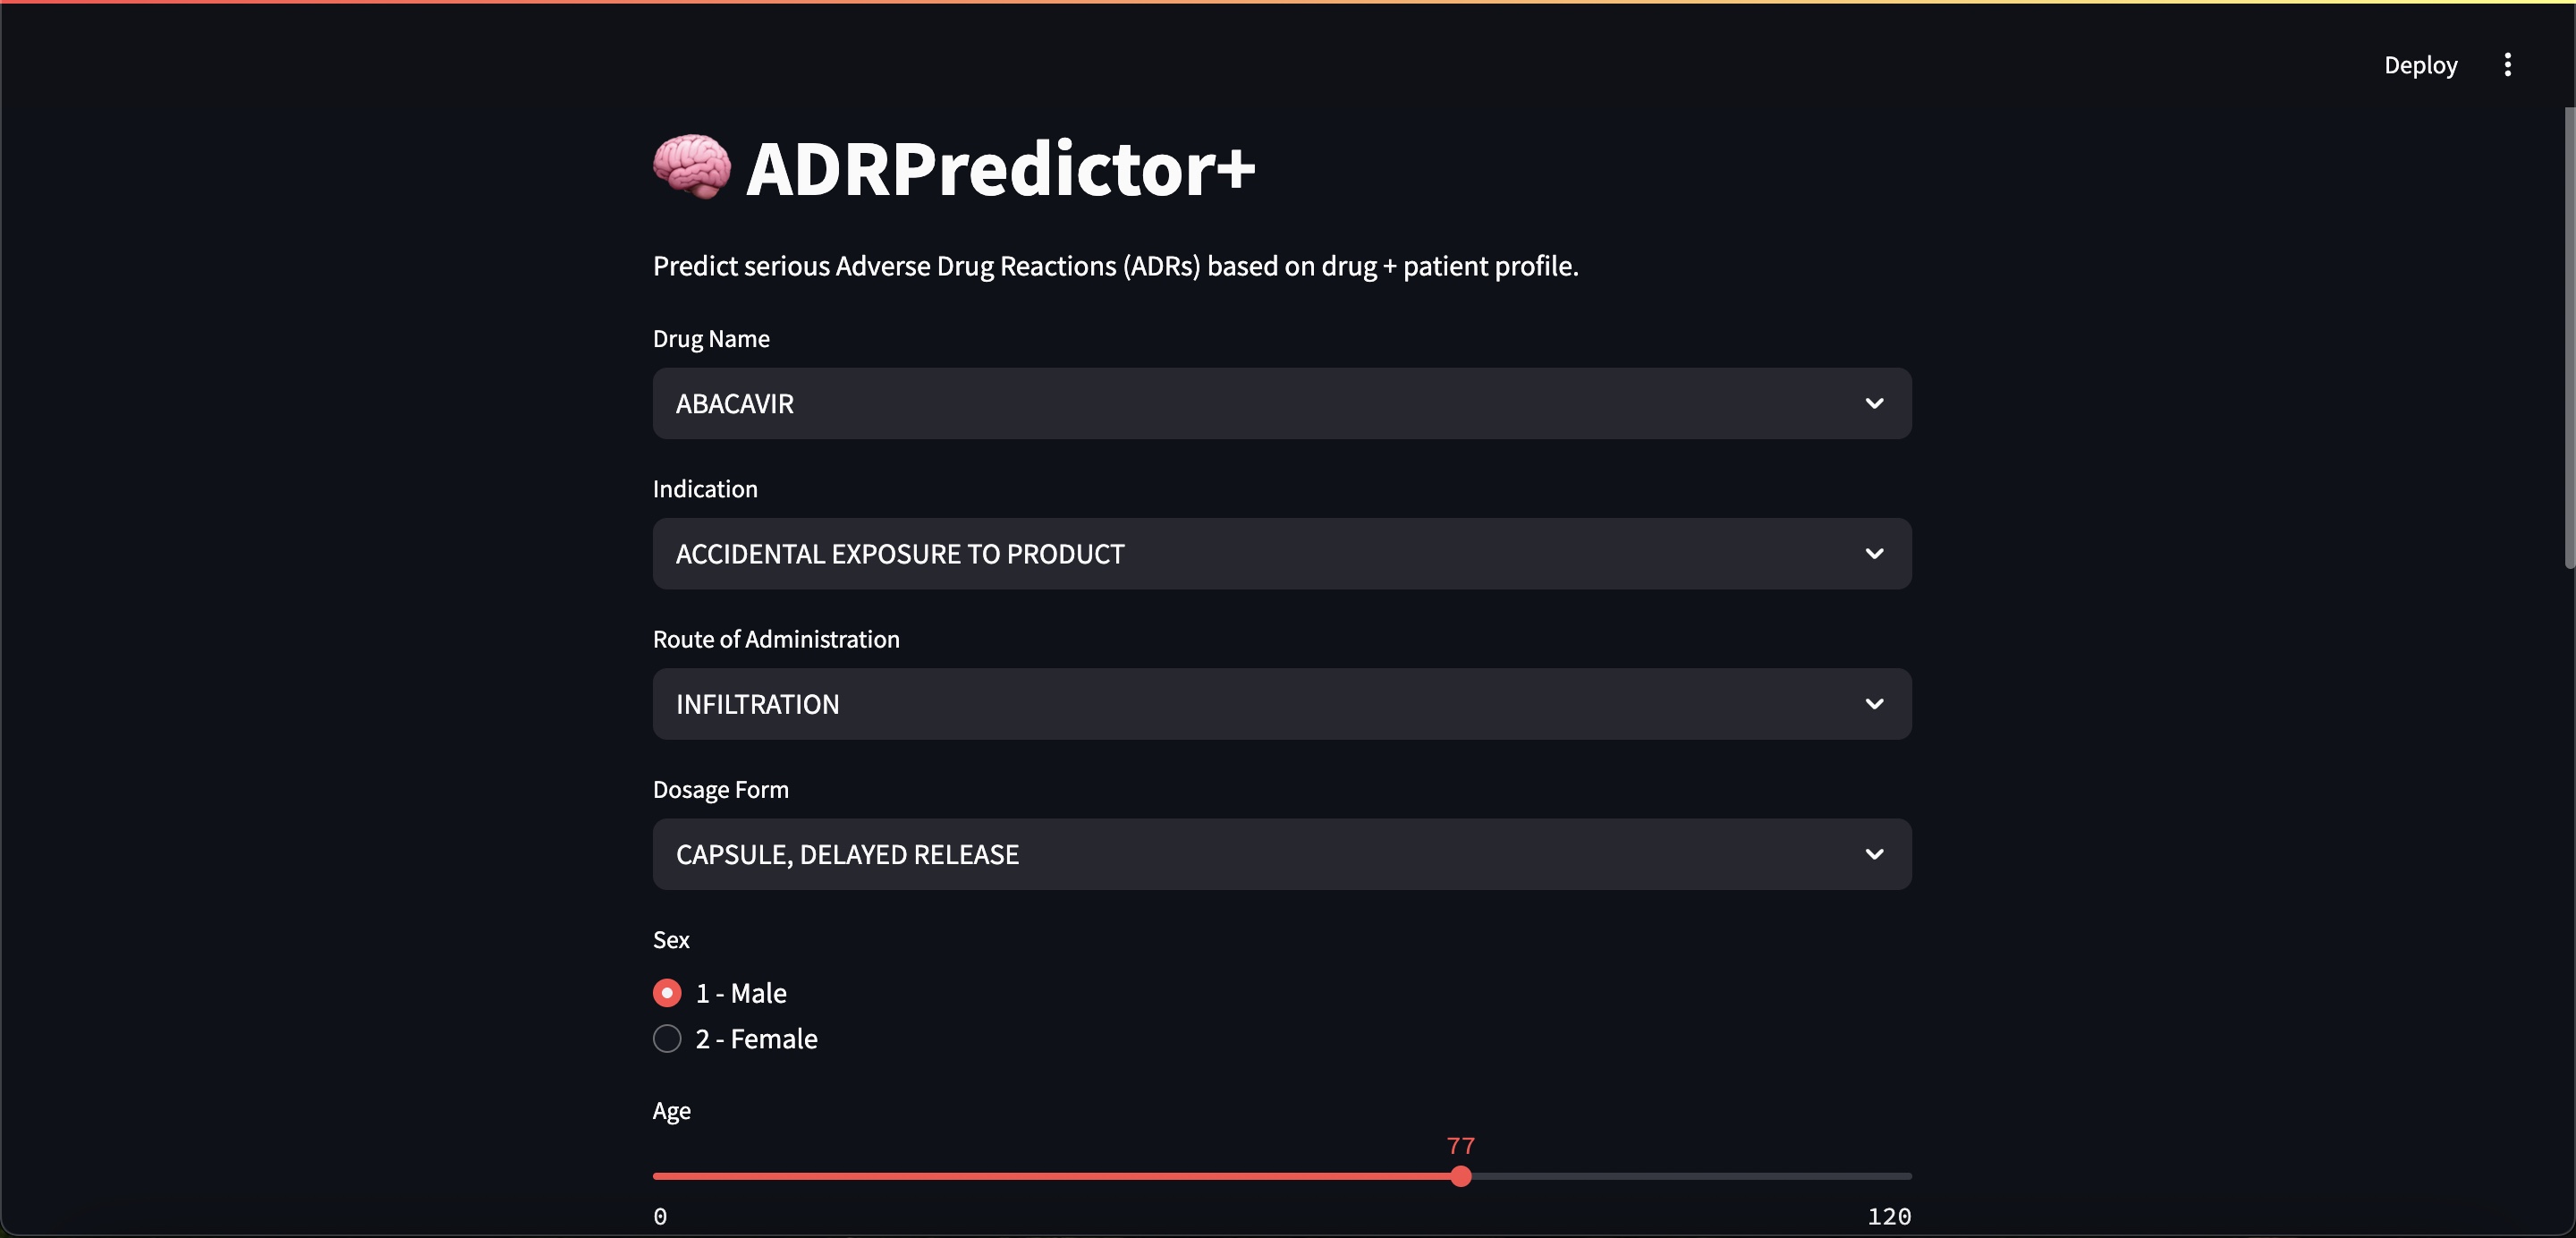 Deploy
ADRPredictor+
Predict serious Adverse Drug Reactions (ADRs) based on drug + patient profile.
Drug Name
ABACAVIR
Indication
ACCIDENTAL EXPOSURE TO PRODUCT
Route of Administration
INFILTRATION
Dosage Form
CAPSULE, DELAYED RELEASE
Sex
1 - Male
2 - Female
Age
77
0 120